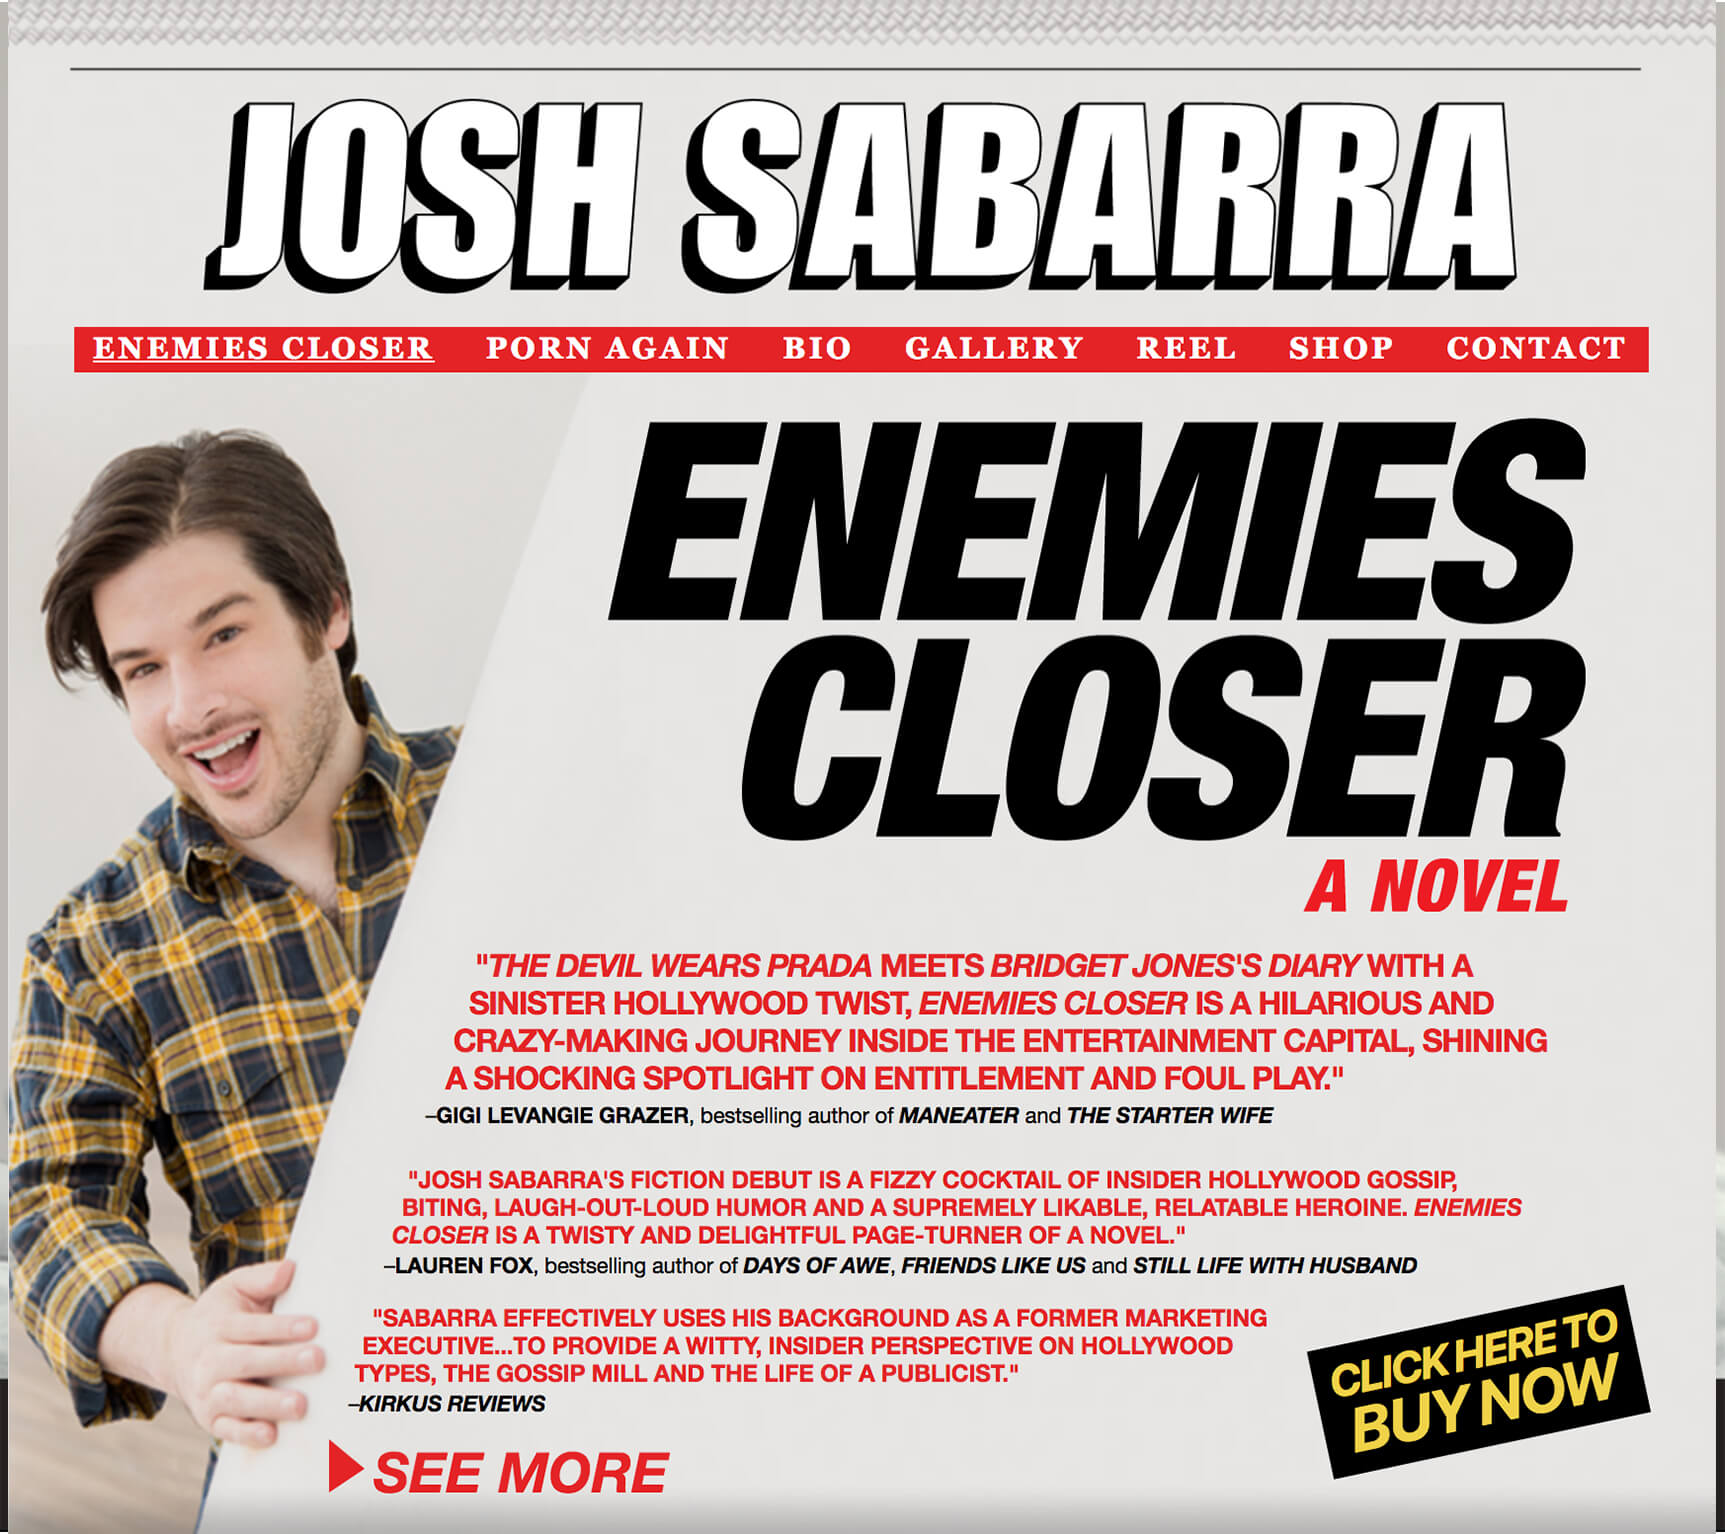 JOSH SABARRA
ENEMIES CLOSER PORN AGAIN BIO GALLERY REEL SHOP CONTACT
ENEMIES
CLOSER
A NOVEL
"THE DEVIL WEARS PRADA MEETS BRIDGET JONES'S DIARY WITH A
SINISTER HOLLYWOOD TWIST, ENEMIES CLOSER IS A HILARIOUS AND
CRAZY-MAKING JOURNEY INSIDE THE ENTERTAINMENT CAPITAL, SHINING
A SHOCKING SPOTLIGHT ON ENTITLEMENT AND FOUL PLAY."
–GIGI LEVANGIE GRAZER, bestselling author of MANEATER and THE STARTER WIFE
"JOSH SABARRA'S FICTION DEBUT IS A FIZZY COCKTAIL OF INSIDER HOLLYWOOD GOSSIP,
BITING, LAUGH-OUT-LOUD HUMOR AND A SUPREMELY LIKABLE, RELATABLE HEROINE. ENEMIES
CLOSER IS A TWISTY AND DELIGHTFUL PAGE-TURNER OF A NOVEL."
–LAUREN FOX, bestselling author of DAYS OF AWE, FRIENDS LIKE US and STILL LIFE WITH HUSBAND
"SABARRA EFFECTIVELY USES HIS BACKGROUND AS A FORMER MARKETING
EXECUTIVE...TO PROVIDE A WITTY, INSIDER PERSPECTIVE ON HOLLYWOOD
TYPES, THE GOSSIP MILL AND THE LIFE OF A PUBLICIST."
–KIRKUS REVIEWS
CLICK HERE TO
BUY NOW
SEE MORE